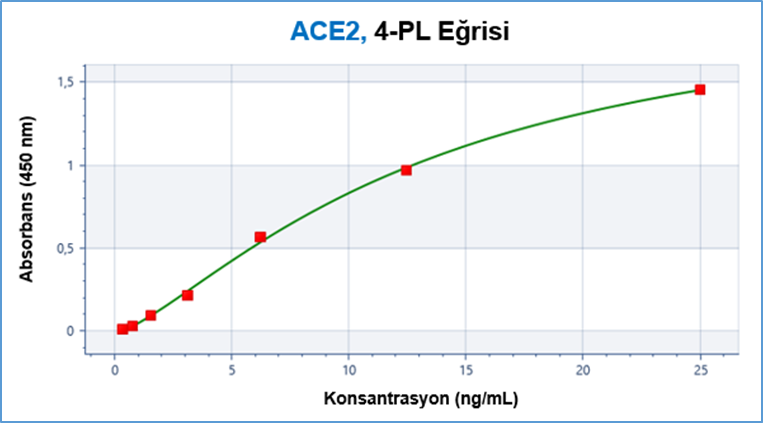 ACE2, 4-PL Eğrisi
Absorbans (450 nm)
1,5
1
0,5
0
0 5 10 15 20 25
Konsantrasyon (ng/mL)